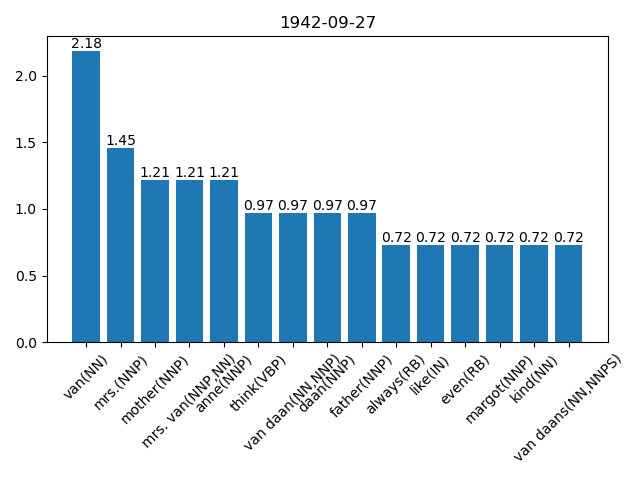 1942-09-27
2.18
1.45
1.21 1.21 1.21
0.97 0.97 0.97 0.97
0.72 0.72 0.72 0.72 0.72 0.72
2.0
1.5
1.0
0.5
0.0
van(NN)
mrs.(NNP)
mother(NNP)
mrs. van(NNP,NN)
anne(NNP)
think(VBP)
van daan(NN,NNP)
daan(NNP)
father(NNP)
always(RB)
like(IN)
even(RB)
margot(NNP)
kind(NN)
van daans(NN,NNPS)